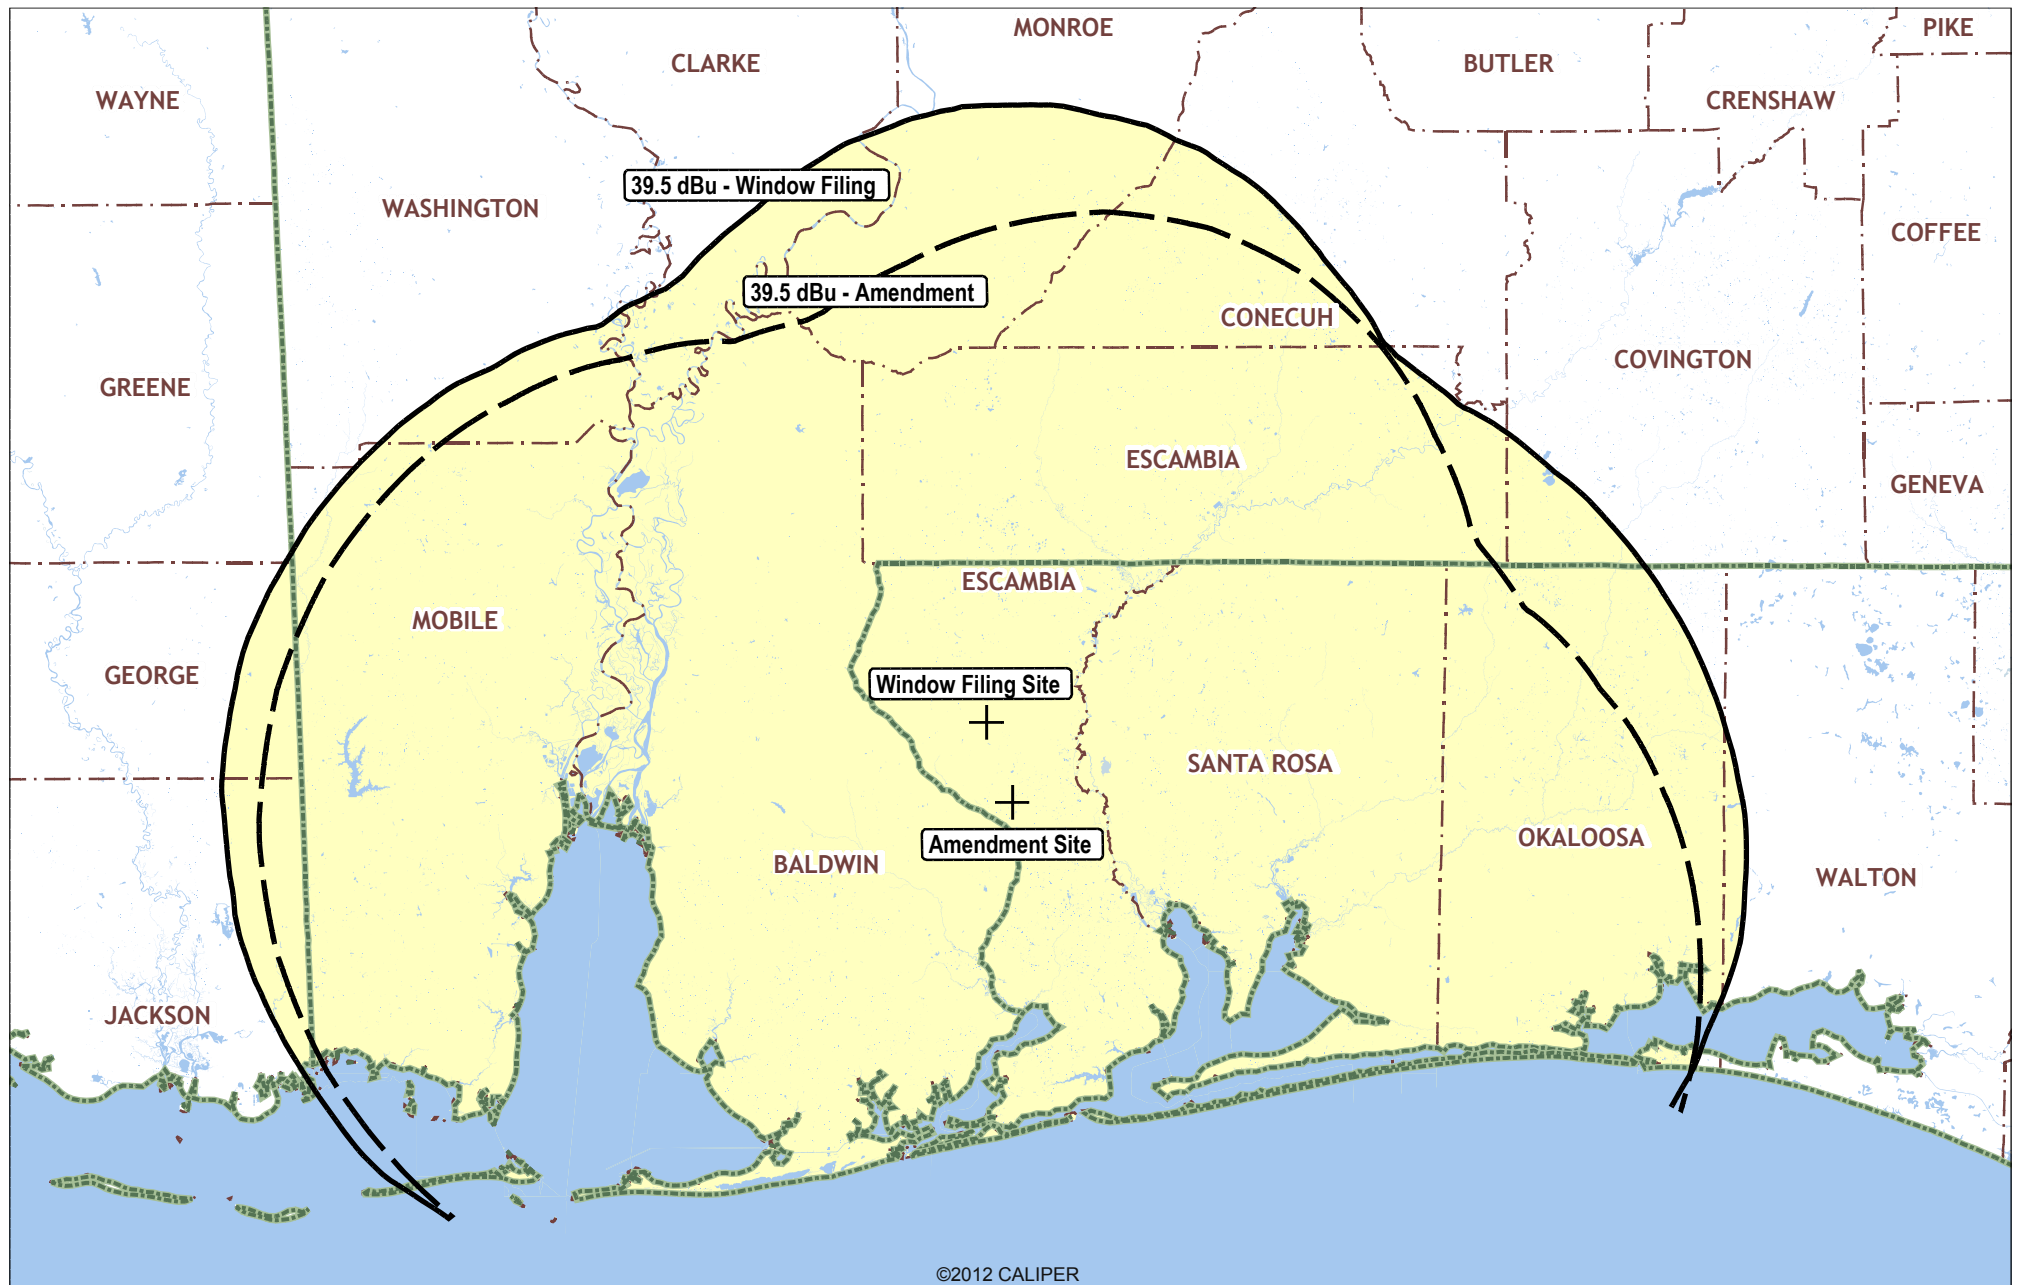 MONROE
PIKE
CLARKE
BUTLER
WAYNE
CRENSHAW
39.5 dBu - Window Filing
WASHINGTON
COFFEE
39.5 dBu - Amendment
CONECUH
COVINGTON
GREENE
ESCAMBIA
GENEVA
ESCAMBIA
MOBILE
GEORGE
Window Filing Site
SANTA ROSA
OKALOOSA
Amendment Site
BALDWIN
WALTON
JACKSON
©2012 CALIPER